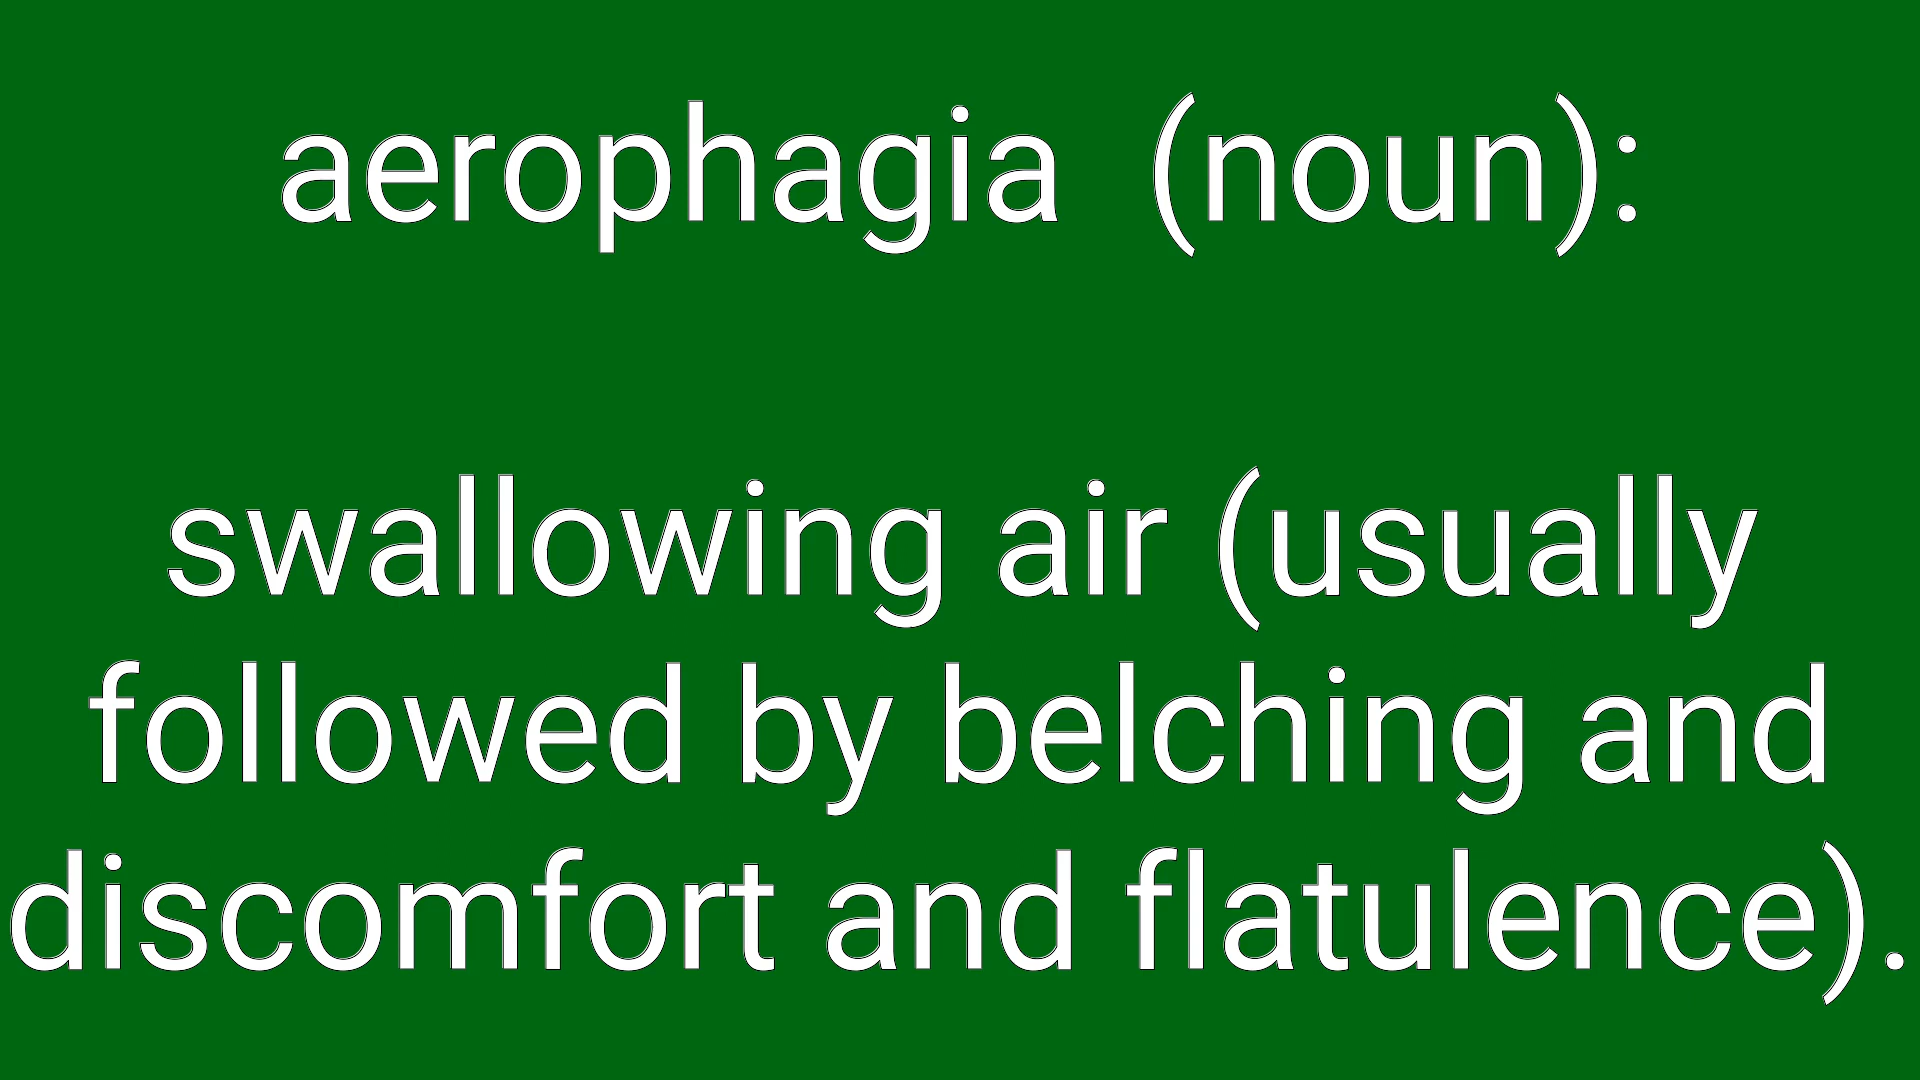 aerophagia  (noun):
swallowing air (usually
followed by belching and
discomfort and flatulence).